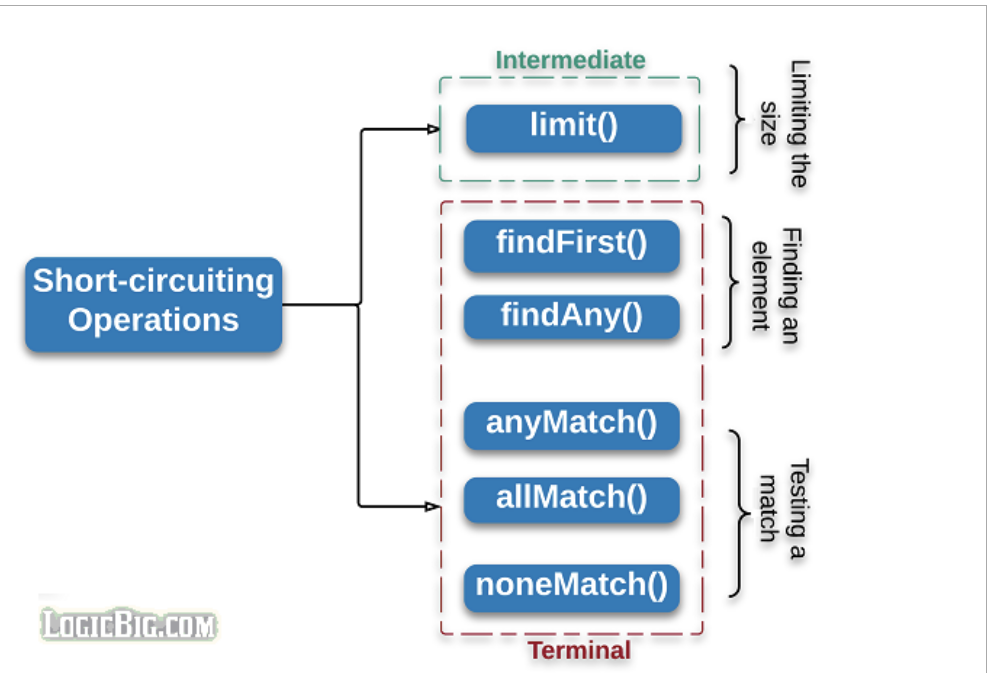 Intermediate
limit()
Limiting the
size
Short-circuiting
Operations
findFirst()
findAny()
Finding an
element
anyMatch()
allMatch()
noneMatch()
Testing a
match
Terminal
LOGICBIG.COM